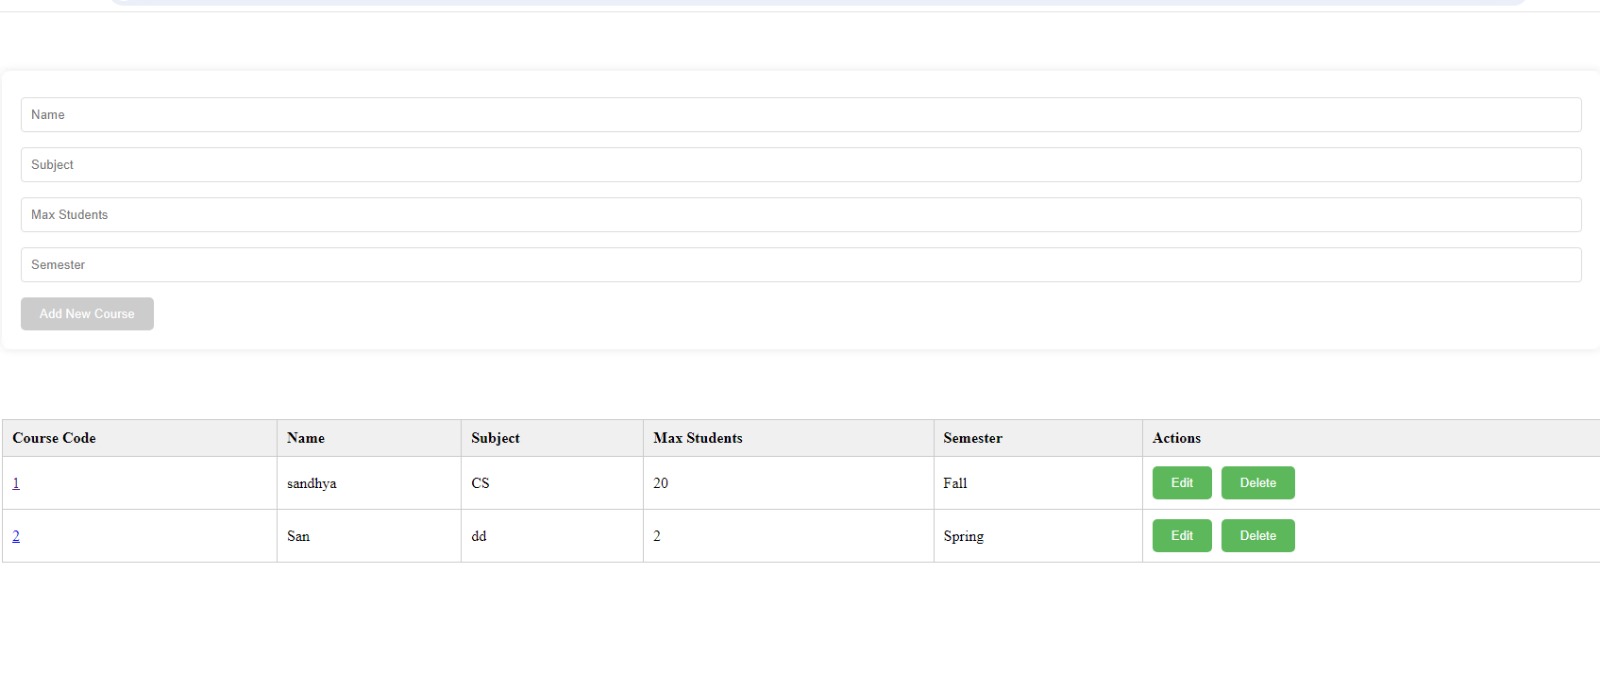 Name
Subject
Max Students
Semester
Add New Course
Course Code Name Subject Max Students Semester Actions
1 sandhya CS 20 Fall Edit Delete
2 San dd 2 Spring Edit Delete